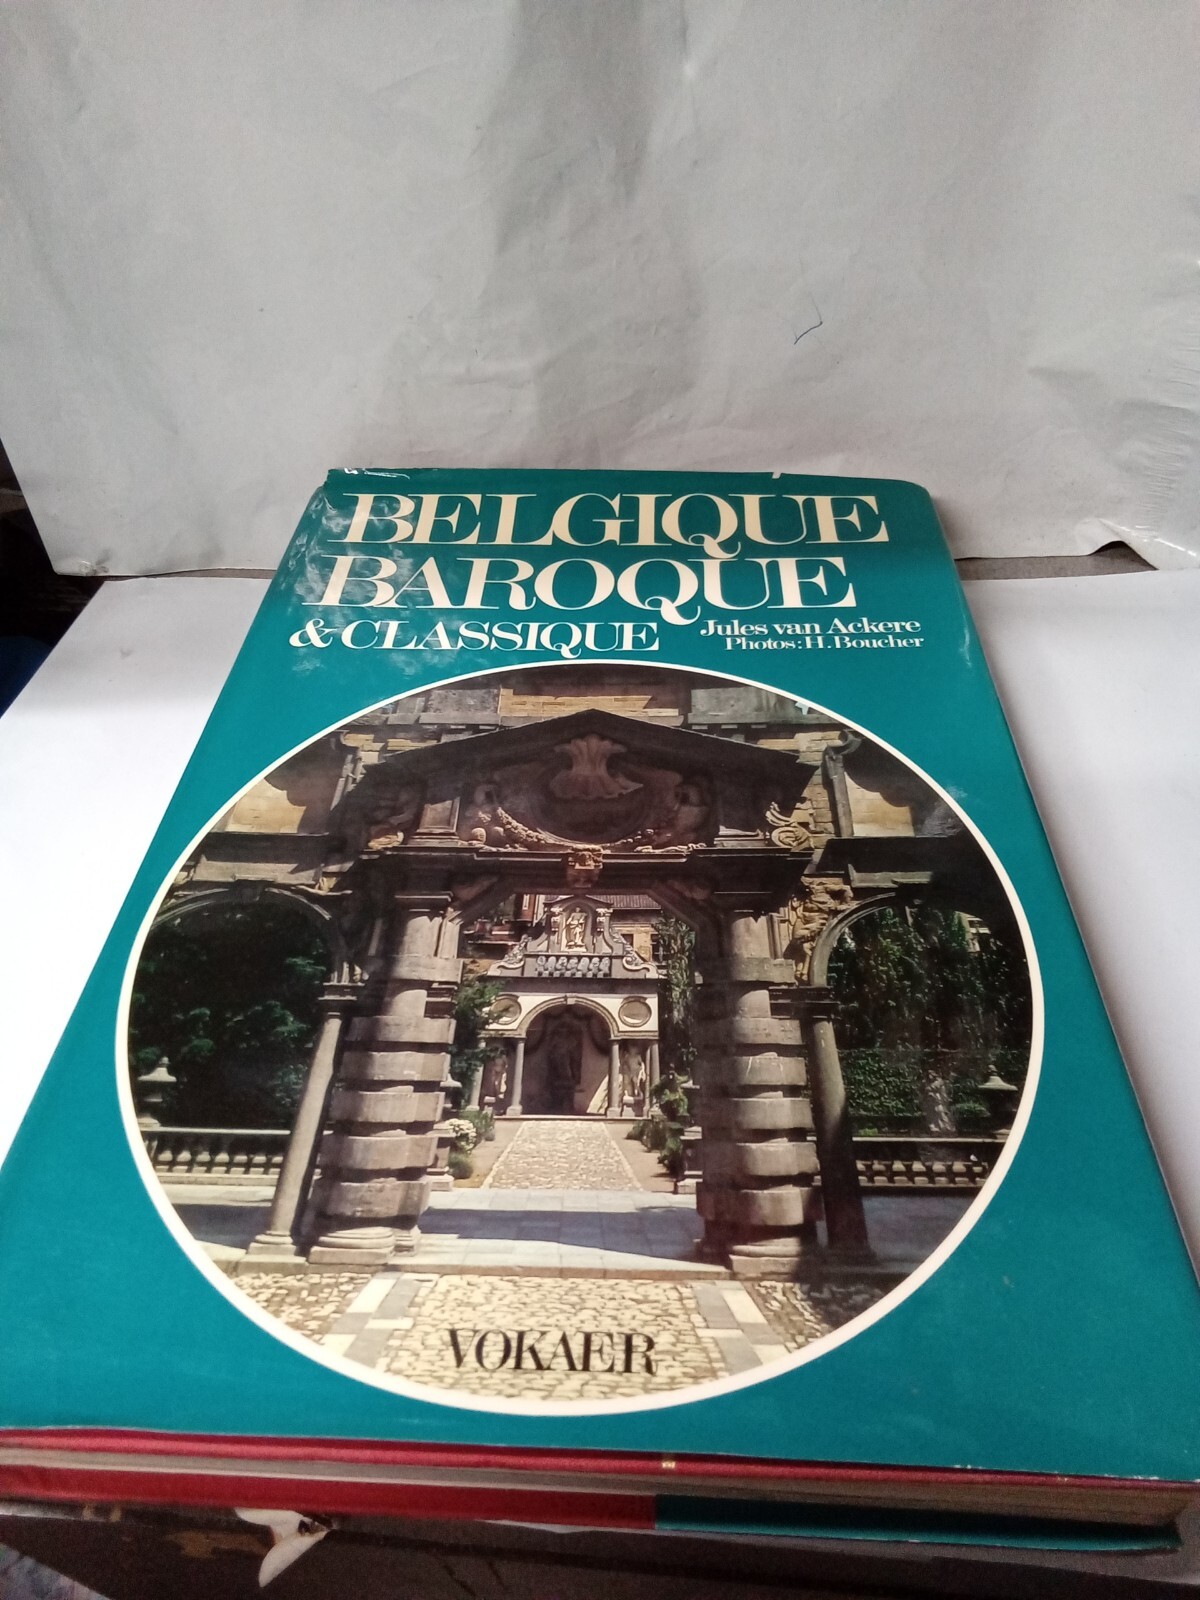 BELGIQUE
BAROQUE
& CLASSIQUE
Jules van Ackere
Photos: H. Boucher
VOKAER